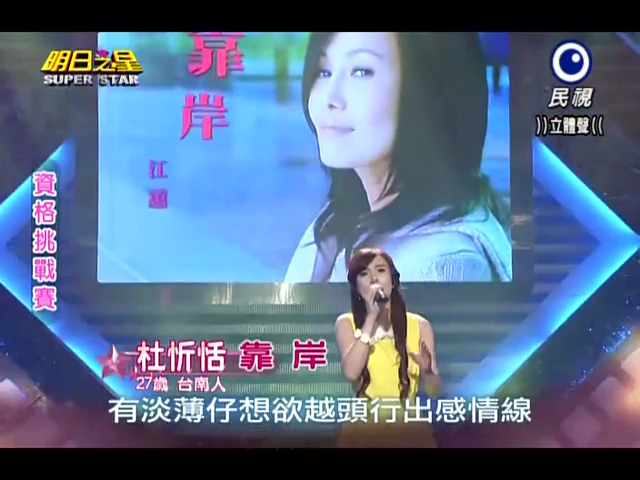 明日之星
SUPER STAR
民視
))立體聲((
靠岸
江蕙
資格挑戰賽
杜忻恬 靠岸
27歲 台南人
有淡薄仔想欲越頭行出感情線